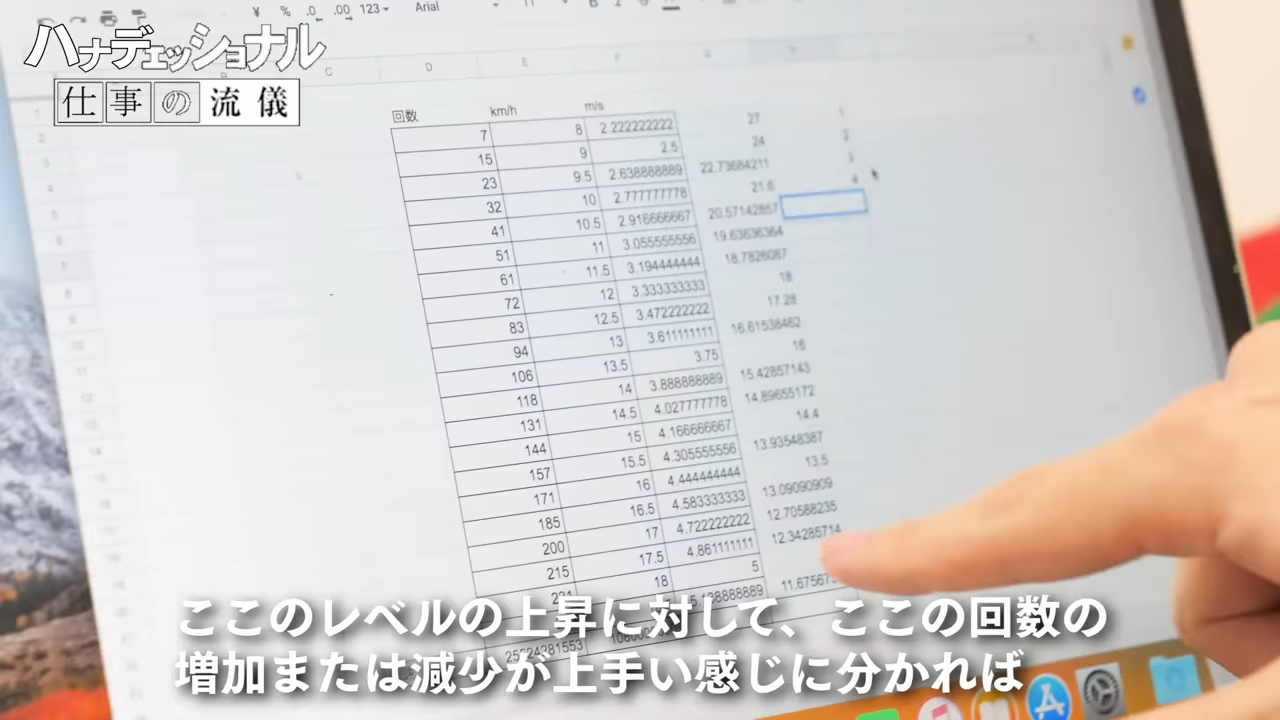 ¥ % .0 .00 123 Arial
ハナデェッショナル
仕事の流儀
C D E
回数 km/h m/s
7 8 2.222222222 27 1
15 9 2.5 24 2
23 9.5 2.638888889 22.73684211 3
32 10 2.777777778 21.6 4
41 10.5 2.916666667 20.57142857
51 11 3.055555556 19.63636364
61 11.5 3.194444444 18.7826087
72 12 3.333333333 18
83 12.5 3.472222222 17.28
94 13 3.611111111 16.61538462
106 13.5 3.75 16
118 14 3.888888889 15.42857143
131 14.5 4.027777778 14.89655172
144 15 4.166666667 14.4
157 15.5 4.305555556 13.93548387
171 16 4.444444444 13.5
185 16.5 4.583333333 13.09090909
200 17 4.722222222 12.70588235
215 17.5 4.861111111 12.34285714
18 5
ここのレベルの上昇に対して、ここの回数の
増加または減少が上手い感じに分かれば